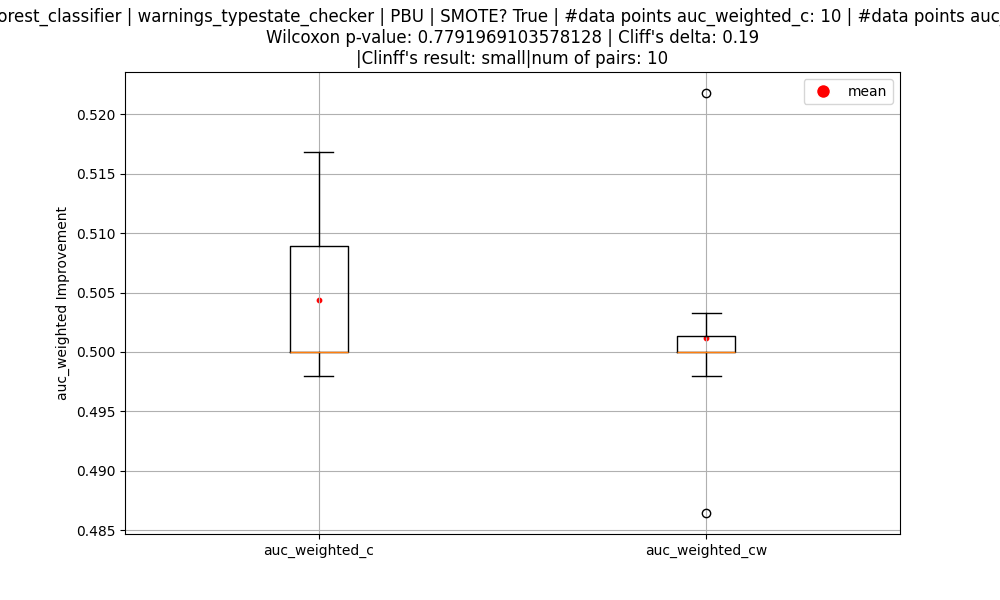 orest_classifier | warnings_typestate_checker | PBU | SMOTE? True | #data points auc_weighted_c: 10 | #data points auc_
Wilcoxon p-value: 0.7791969103578128 | Cliff's delta: 0.19
|Clinff's result: small|num of pairs: 10
mean
0.520
0.515
0.510
0.505
0.500
0.495
0.490
0.485
auc_weighted Improvement
auc_weighted_c
auc_weighted_cw